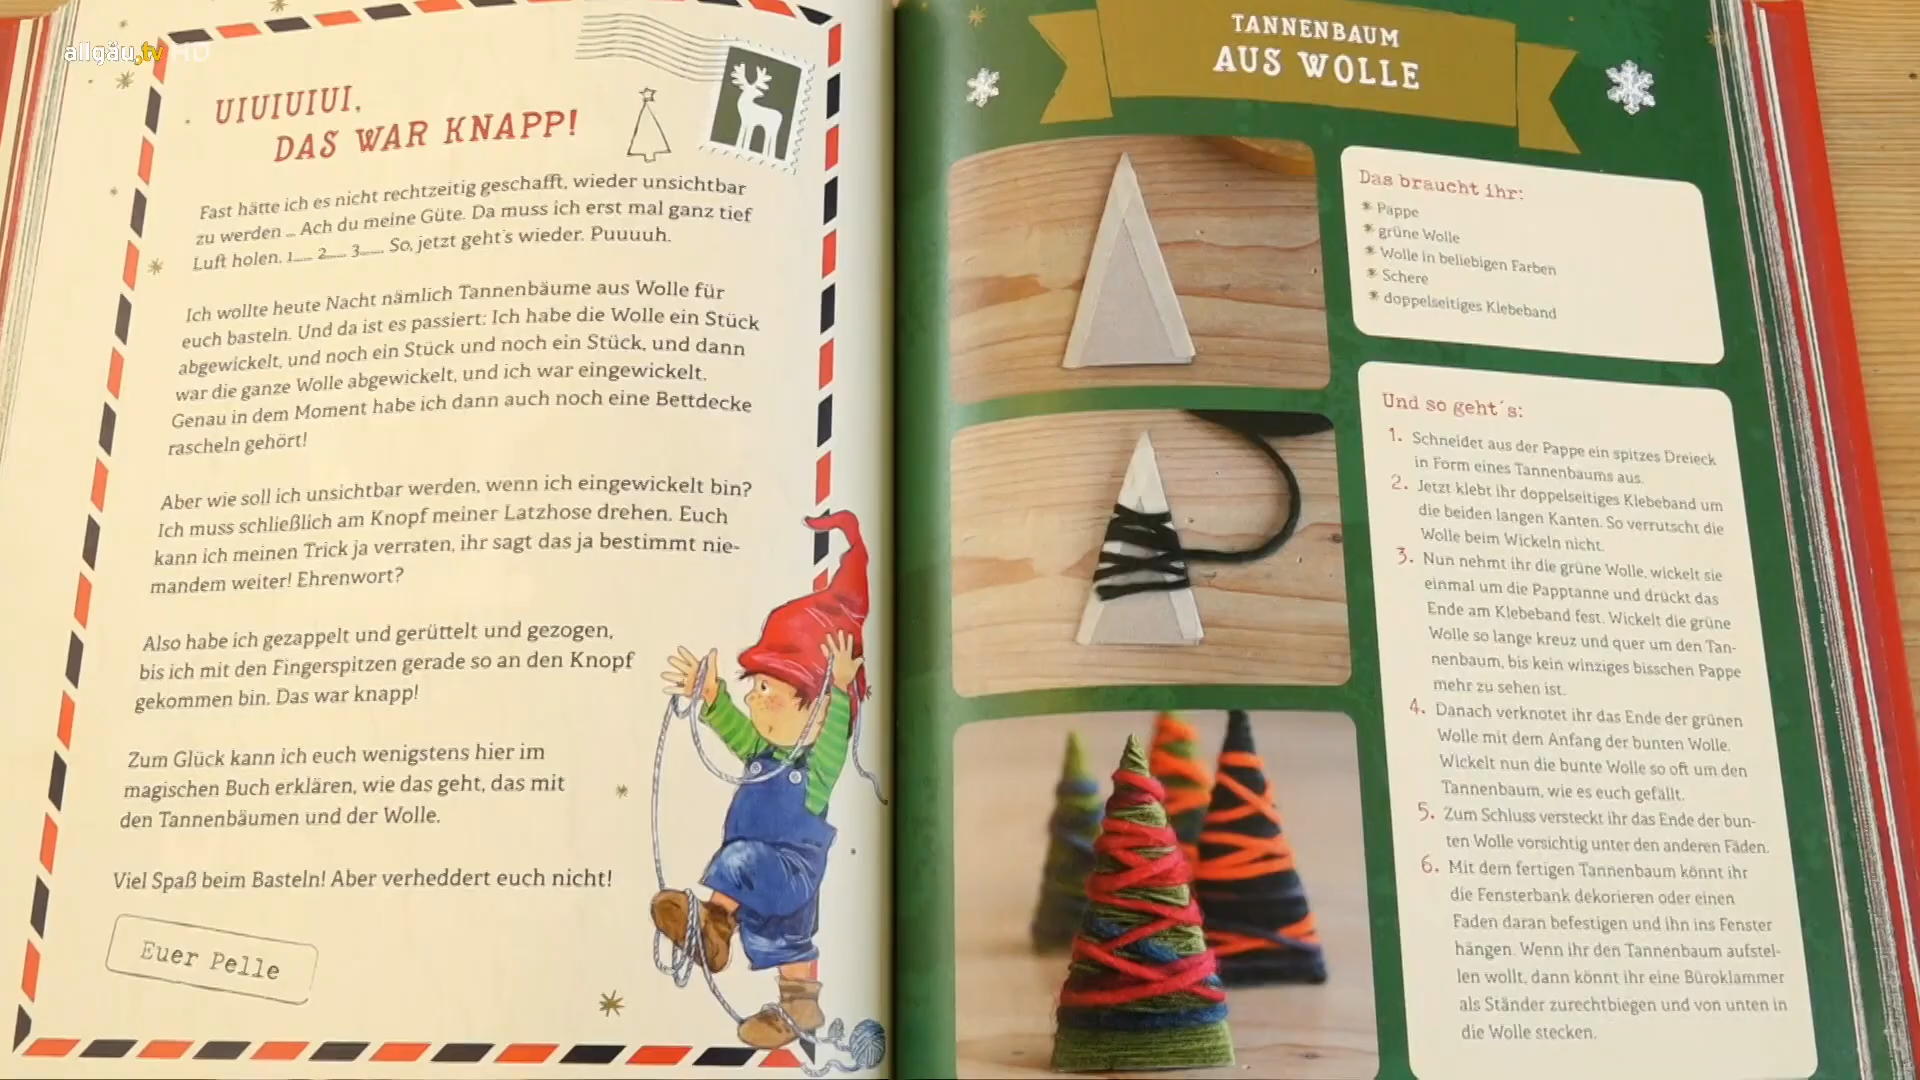 allgäu.tv HD
UIUIUIUI,
DAS WAR KNAPP!
Fast hätte ich es nicht rechtzeitig geschafft, wieder unsichtbar
zu werden ... Ach du meine Güte. Da muss ich erst mal ganz tief
Luft holen. 1..... 2..... 3...... So, jetzt geht's wieder. Puuuuh.
Ich wollte heute Nacht nämlich Tannenbäume aus Wolle für
euch basteln. Und da ist es passiert: Ich habe die Wolle ein Stück
abgewickelt, und noch ein Stück und noch ein Stück, und dann
war die ganze Wolle abgewickelt, und ich war eingewickelt.
Genau in dem Moment habe ich dann auch noch eine Bettdecke
rascheln gehört!
Aber wie soll ich unsichtbar werden, wenn ich eingewickelt bin?
Ich muss schließlich am Knopf meiner Latzhose drehen. Euch
kann ich meinen Trick ja verraten, ihr sagt das ja bestimmt nie-
mandem weiter! Ehrenwort?
Also habe ich gezappelt und gerüttelt und gezogen,
bis ich mit den Fingerspitzen gerade so an den Knopf
gekommen bin. Das war knapp!
Zum Glück kann ich euch wenigstens hier im
magischen Buch erklären, wie das geht, das mit
den Tannenbäumen und der Wolle.
Viel Spaß beim Basteln! Aber verheddert euch nicht!
Euer Pelle
TANNENBAUM
AUS WOLLE
Das braucht ihr:
* Pappe
* grüne Wolle
* Wolle in beliebigen Farben
* Schere
* doppelseitiges Klebeband
Und so geht's:
1. Schneidet aus der Pappe ein spitzes Dreieck
in Form eines Tannenbaums aus.
2. Jetzt klebt ihr doppelseitiges Klebeband um
die beiden langen Kanten. So verrutscht die
Wolle beim Wickeln nicht.
3. Nun nehmt ihr die grüne Wolle, wickelt sie
einmal um die Papptanne und drückt das
Ende am Klebeband fest. Wickelt die grüne
Wolle so lange kreuz und quer um den Tan-
nenbaum, bis kein winziges bisschen Pappe
mehr zu sehen ist.
4. Danach verknotet ihr das Ende der grünen
Wolle mit dem Anfang der bunten Wolle.
Wickelt nun die bunte Wolle so oft um den
Tannenbaum, wie es euch gefällt.
5. Zum Schluss versteckt ihr das Ende der bun-
ten Wolle vorsichtig unter den anderen Fäden.
6. Mit dem fertigen Tannenbaum könnt ihr
die Fensterbank dekorieren oder einen
Faden daran befestigen und ihn ins Fenster
hängen. Wenn ihr den Tannenbaum aufstel-
len wollt, dann könnt ihr eine Büroklammer
als Ständer zurechtbiegen und von unten in
die Wolle stecken.